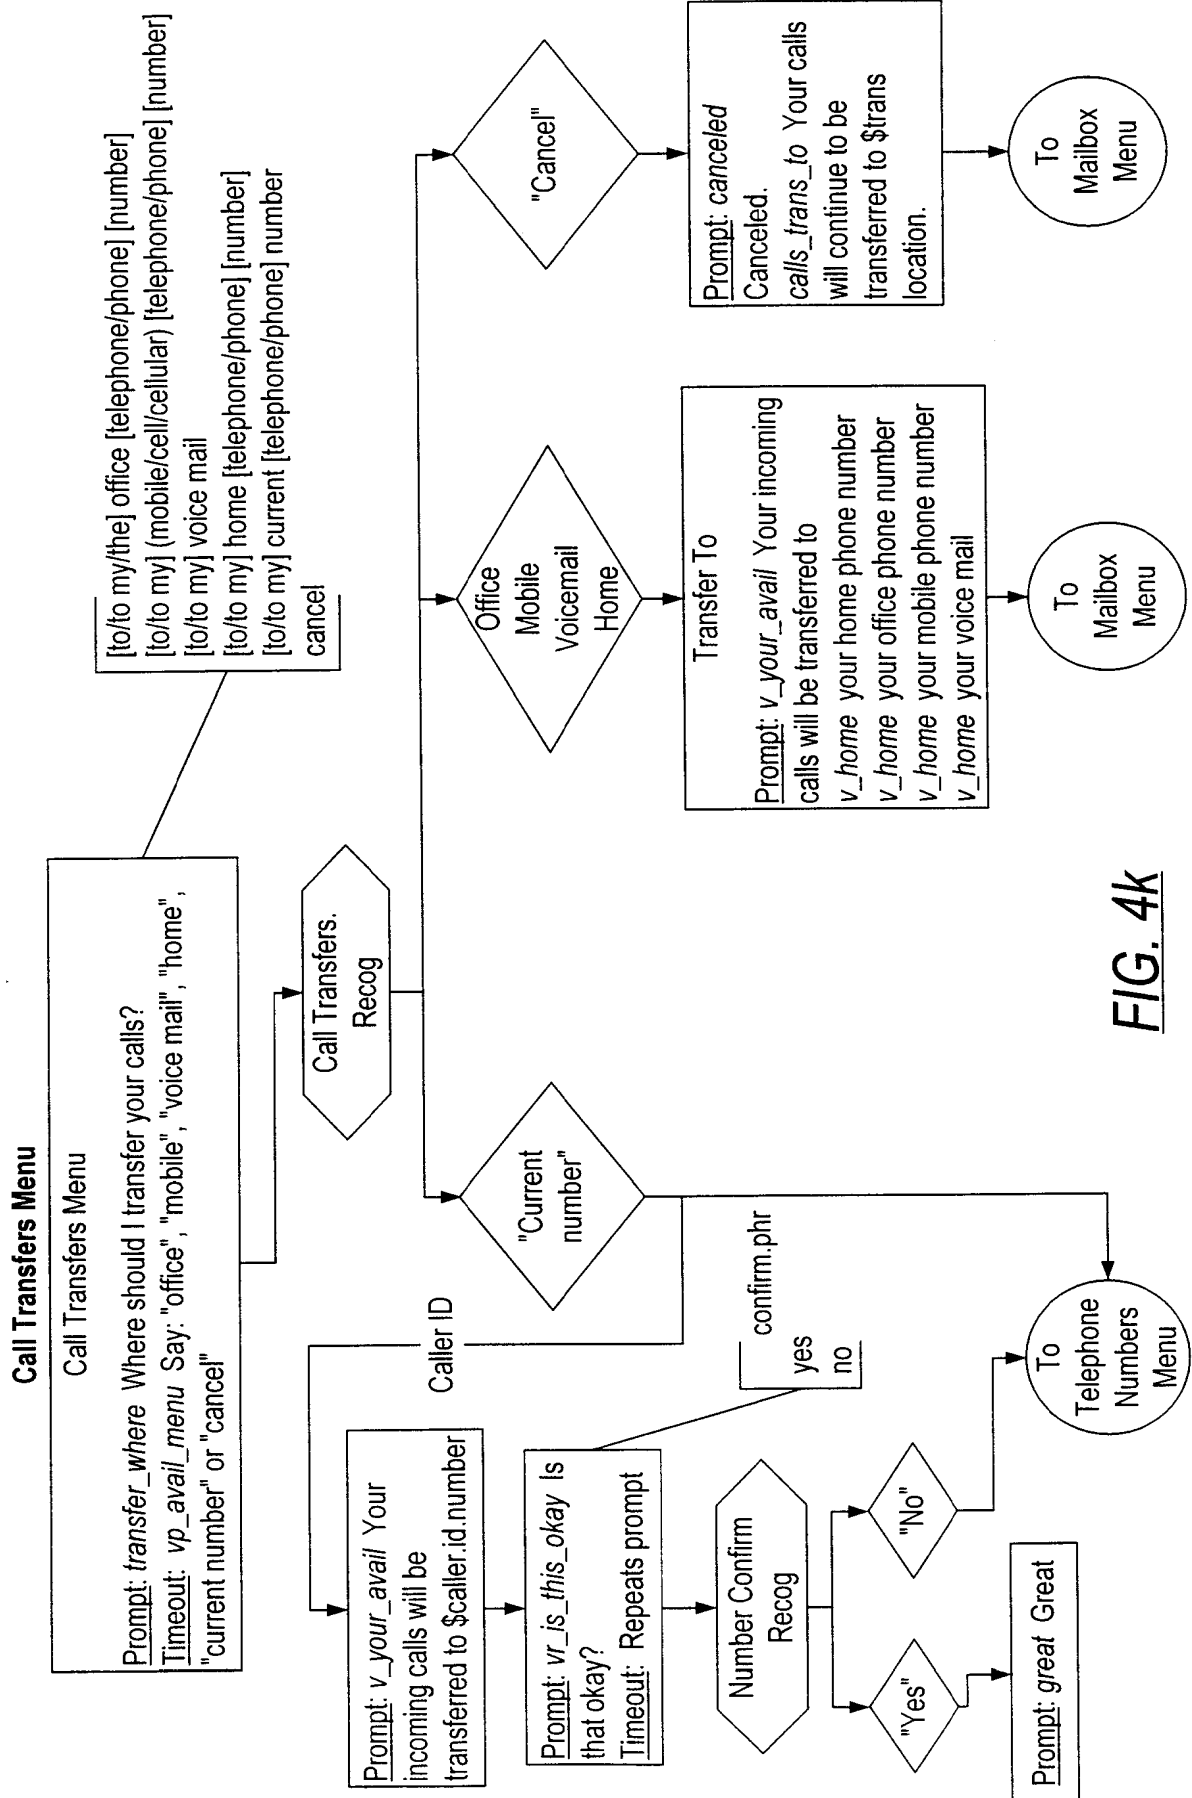 Call Transfers Menu
Call Transfers Menu
Prompt: transfer_where Where should I transfer your calls?
Timeout: vp_avail_menu Say: "office", "mobile", "voice mail", "home",
"current number" or "cancel"
[to/to my/the] office [telephone/phone] [number]
[to/to my] (mobile/cell/cellular) [telephone/phone] [number]
[to/to my] voice mail
[to/to my] home [telephone/phone] [number]
[to/to my] current [telephone/phone] number
cancel
Call Transfers.
Recog
"Current
number"
Office
Mobile
Voicemail
Home
"Cancel"
Caller ID
Prompt: v_your_avail Your
incoming calls will be
transferred to $caller.id.number
Prompt: vr_is_this_okay Is
that okay?
Timeout: Repeats prompt
confirm.phr
yes
no
Number Confirm
Recog
"Yes"
"No"
Prompt: great Great
To
Telephone
Numbers
Menu
Transfer To
Prompt: v_your_avail Your incoming
calls will be transferred to
v_home your home phone number
v_home your office phone number
v_home your mobile phone number
v_home your voice mail
To
Mailbox
Menu
Prompt: canceled
Canceled.
calls_trans_to Your calls
will continue to be
transferred to $trans
location.
To
Mailbox
Menu
FIG. 4k